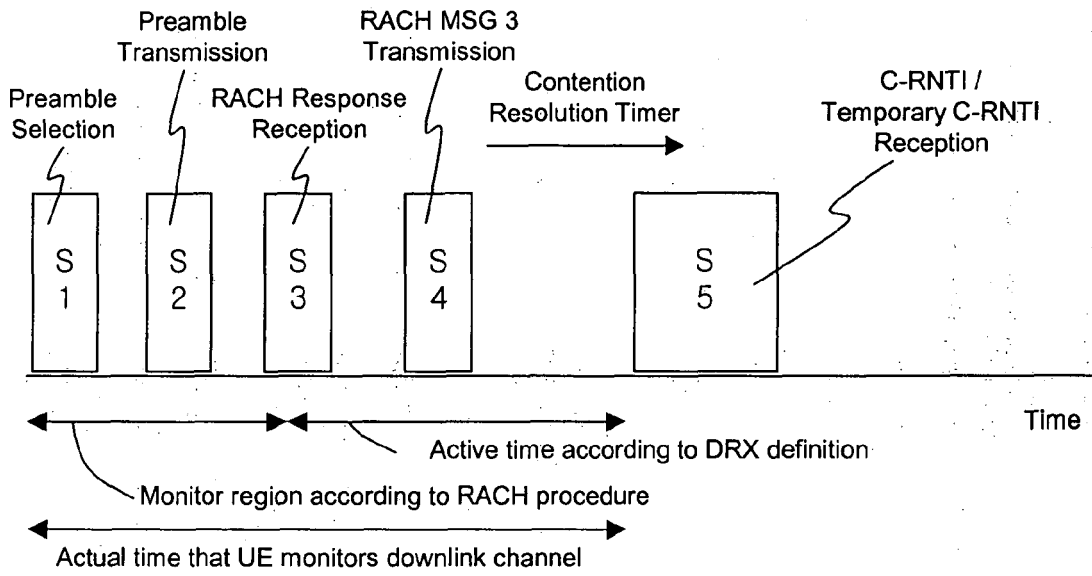 Preamble
Transmission
RACH MSG 3
Transmission
Preamble
Selection
RACH Response
Reception
Contention
Resolution Timer
C-RNTI /
Temporary C-RNTI
Reception
S
1
S
2
S
3
S
4
S
5
Time
Active time according to DRX definition
Monitor region according to RACH procedure
Actual time that UE monitors downlink channel